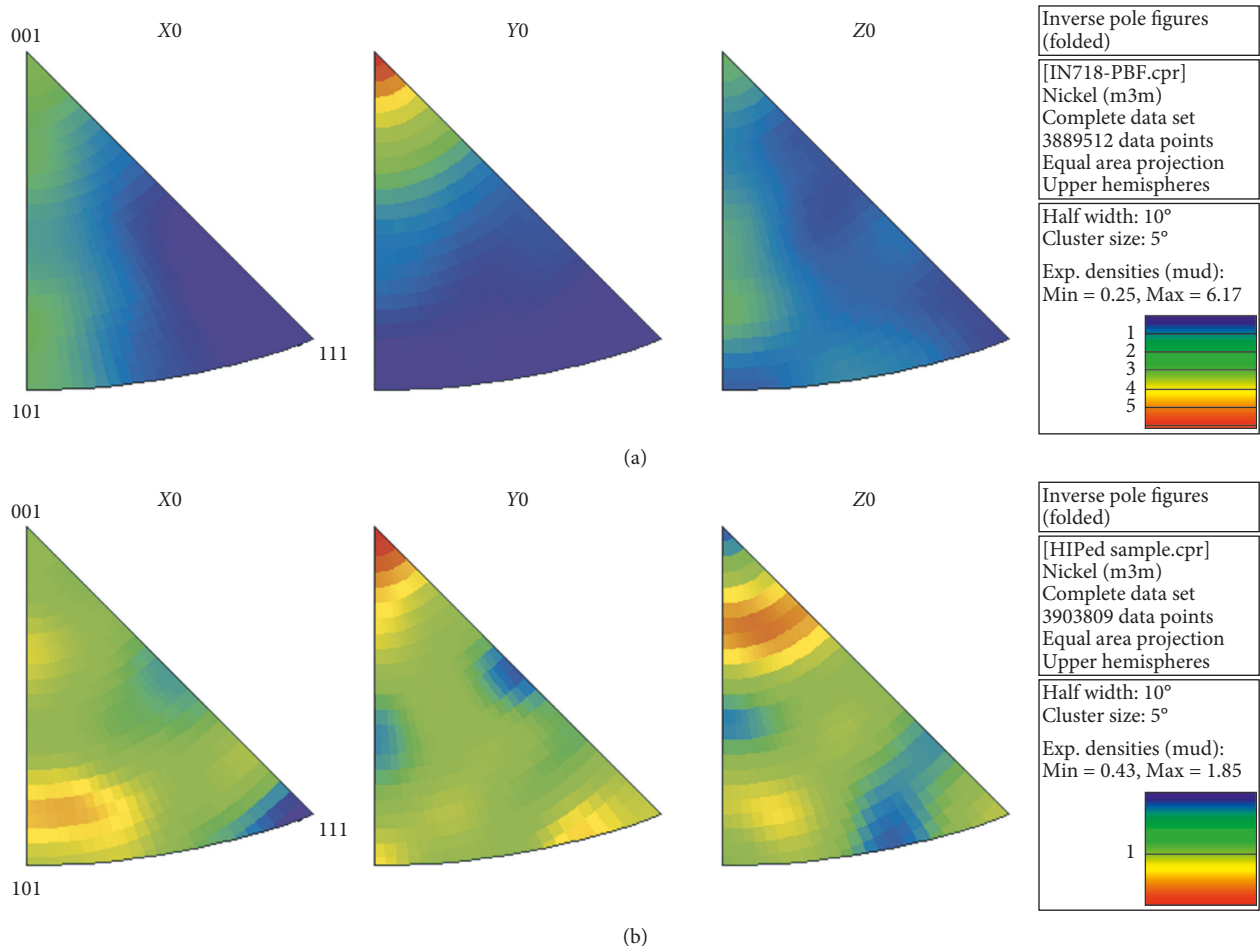 X0
Y0
Z0
001
111
101
Inverse pole figures
(folded)
[IN718-PBF.cpr]
Nickel (m3m)
Complete data set
3889512 data points
Equal area projection
Upper hemispheres
Half width: 10°
Cluster size: 5°
Exp. densities (mud):
Min = 0.25, Max = 6.17
1
2
3
4
5
(a)
X0
Y0
Z0
001
111
101
Inverse pole figures
(folded)
[HIPed sample.cpr]
Nickel (m3m)
Complete data set
3903809 data points
Equal area projection
Upper hemispheres
Half width: 10°
Cluster size: 5°
Exp. densities (mud):
Min = 0.43, Max = 1.85
1
(b)